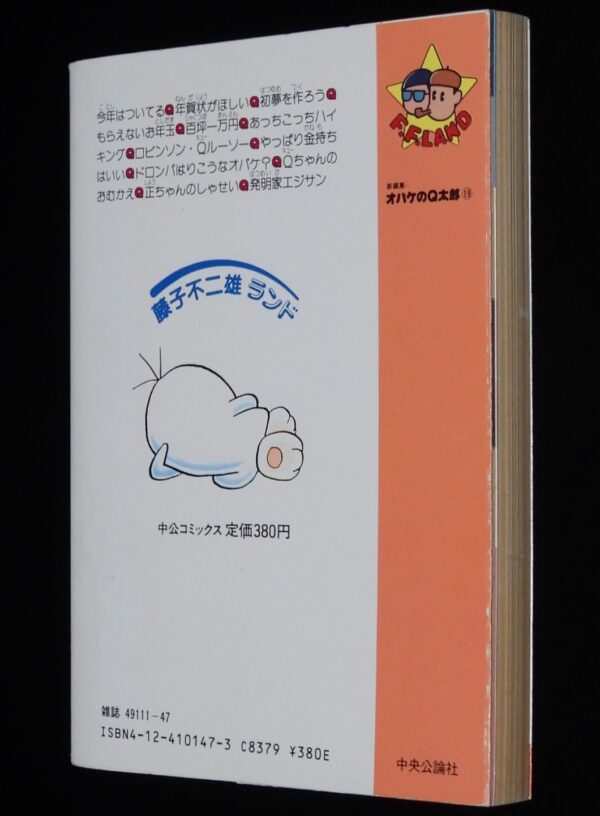 今年はついてるQ年賀状がほしいQ初夢を作ろうQ
もらえないお年玉Q百坪一万円Qあっちこっちハイ
キングQロビンソン・QルーソーQやっぱり金持ち
はいいQドロンパはりこうなオバケ?QQちゃんの
おむかえQ正ちゃんのしゃせいQ発明家エジサン
藤子不二雄ランド
中公コミックス 定価380円
雑誌 49111-47
ISBN4-12-410147-3 C8379 ¥380E
F.F.LAND
新編集
オバケのQ太郎 19
中央公論社